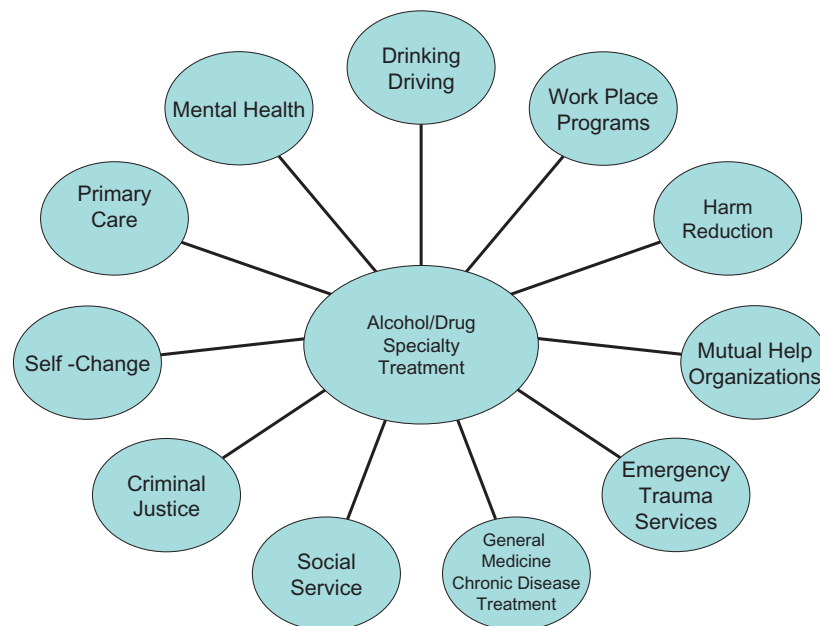 Drinking
Driving
Mental Health
Work Place
Programs
Primary
Care
Harm
Reduction
Alcohol/Drug
Specialty
Treatment
Self -Change
Mutual Help
Organizations
Criminal
Justice
Emergency
Trauma
Services
Social
Service
General
Medicine
Chronic Disease
Treatment